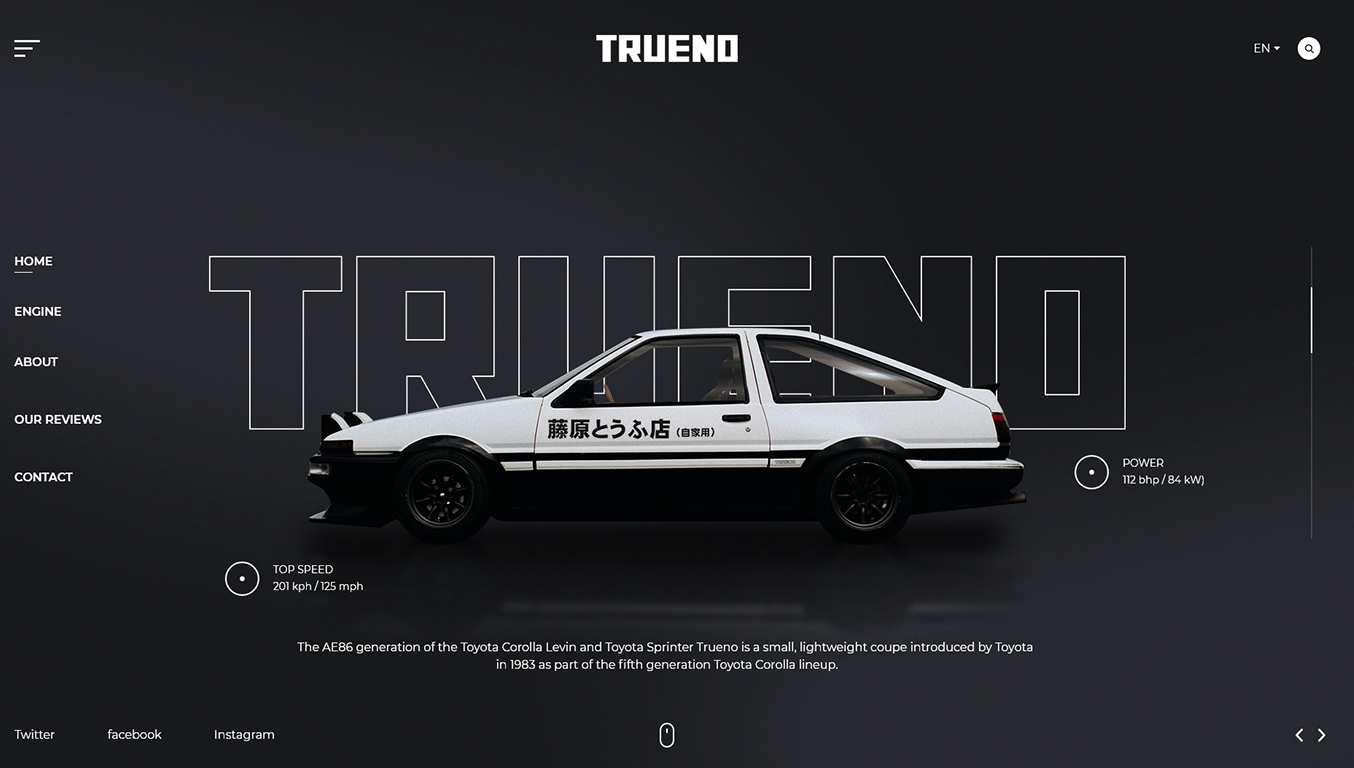 TRUENO
EN
TRUENO
HOME
ENGINE
ABOUT
OUR REVIEWS
CONTACT
藤原とうふ店(自家用)
TRUENO
POWER
112 bhp / 84 kW)
TOP SPEED
201 kph / 125 mph
The AE86 generation of the Toyota Corolla Levin and Toyota Sprinter Trueno is a small, lightweight coupe introduced by Toyota
in 1983 as part of the fifth generation Toyota Corolla lineup.
Twitter
facebook
Instagram